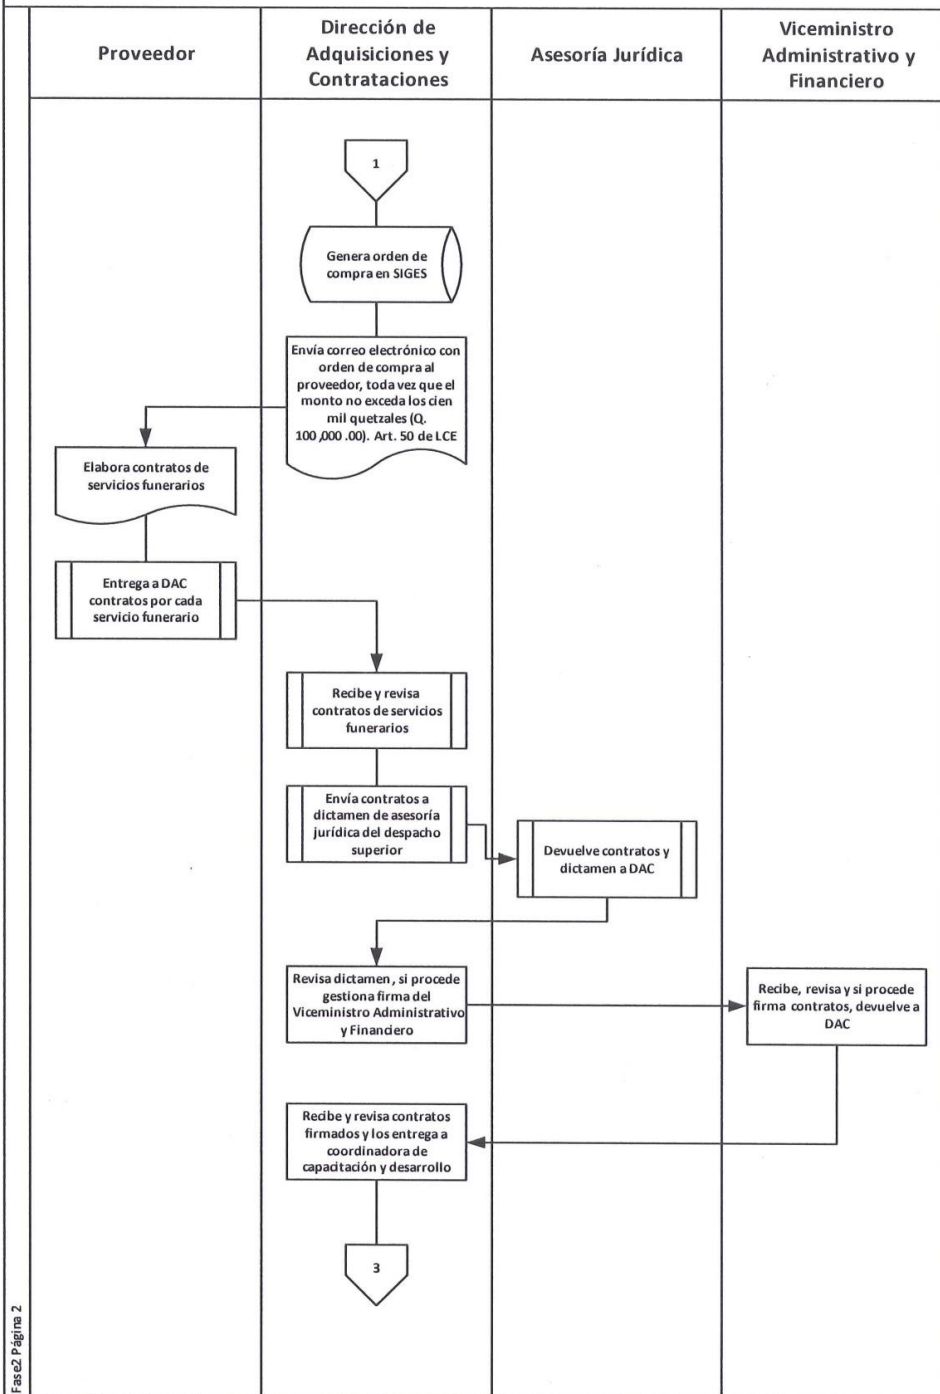 Proveedor
Dirección de
Adquisiciones y
Contrataciones
Asesoría Jurídica
Viceministro
Administrativo y
Financiero
1
Genera orden de
compra en SIGES
Envía correo electrónico con
orden de compra al
proveedor, toda vez que el
monto no exceda los cien
mil quetzales (Q.
100,000.00). Art. 50 de LCE
Elabora contratos de
servicios funerarios
Entrega a DAC
contratos por cada
servicio funerario
Recibe y revisa
contratos de servicios
funerarios
Envía contratos a
dictamen de asesoría
jurídica del despacho
superior
Devuelve contratos y
dictamen a DAC
Revisa dictamen, si procede
gestiona firma del
Viceministro Administrativo
y Financiero
Recibe, revisa y si procede
firma contratos, devuelve a
DAC
Recibe y revisa contratos
firmados y los entrega a
coordinadora de
capacitación y desarrollo
3
Fase2 Página 2